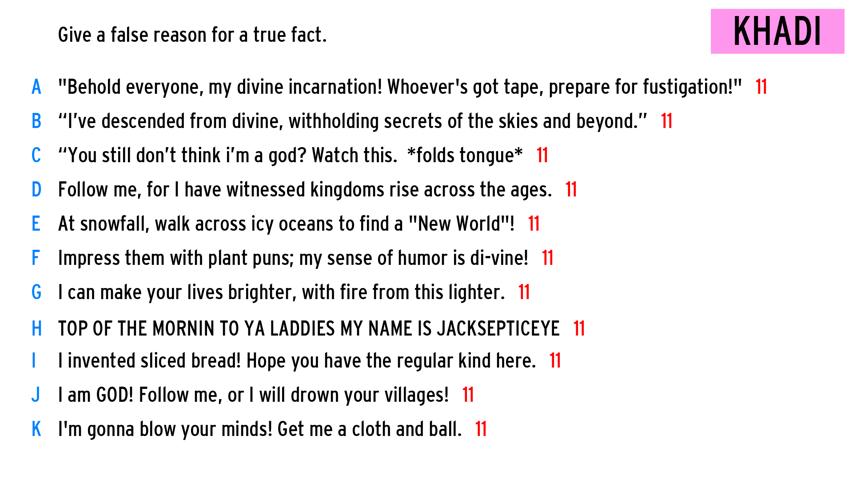 Give a false reason for a true fact.
KHADI
A "Behold everyone, my divine incarnation! Whoever's got tape, prepare for fustigation!" 11
B “I’ve descended from divine, withholding secrets of the skies and beyond.” 11
C “You still don’t think i’m a god? Watch this. *folds tongue* 11
D Follow me, for I have witnessed kingdoms rise across the ages. 11
E At snowfall, walk across icy oceans to find a "New World"! 11
F Impress them with plant puns; my sense of humor is di-vine! 11
G I can make your lives brighter, with fire from this lighter. 11
H TOP OF THE MORNIN TO YA LADDIES MY NAME IS JACKSEPTICEYE 11
I I invented sliced bread! Hope you have the regular kind here. 11
J I am GOD! Follow me, or I will drown your villages! 11
K I'm gonna blow your minds! Get me a cloth and ball. 11